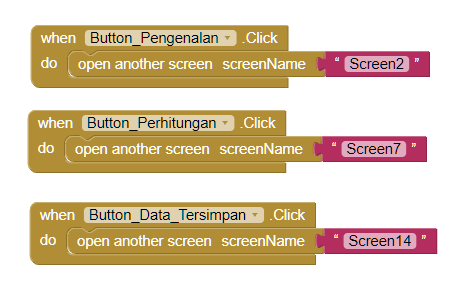 when Button_Pengenalan .Click
do open another screen screenName " Screen2 "
when Button_Perhitungan .Click
do open another screen screenName " Screen7 "
when Button_Data_Tersimpan .Click
do open another screen screenName " Screen14 "